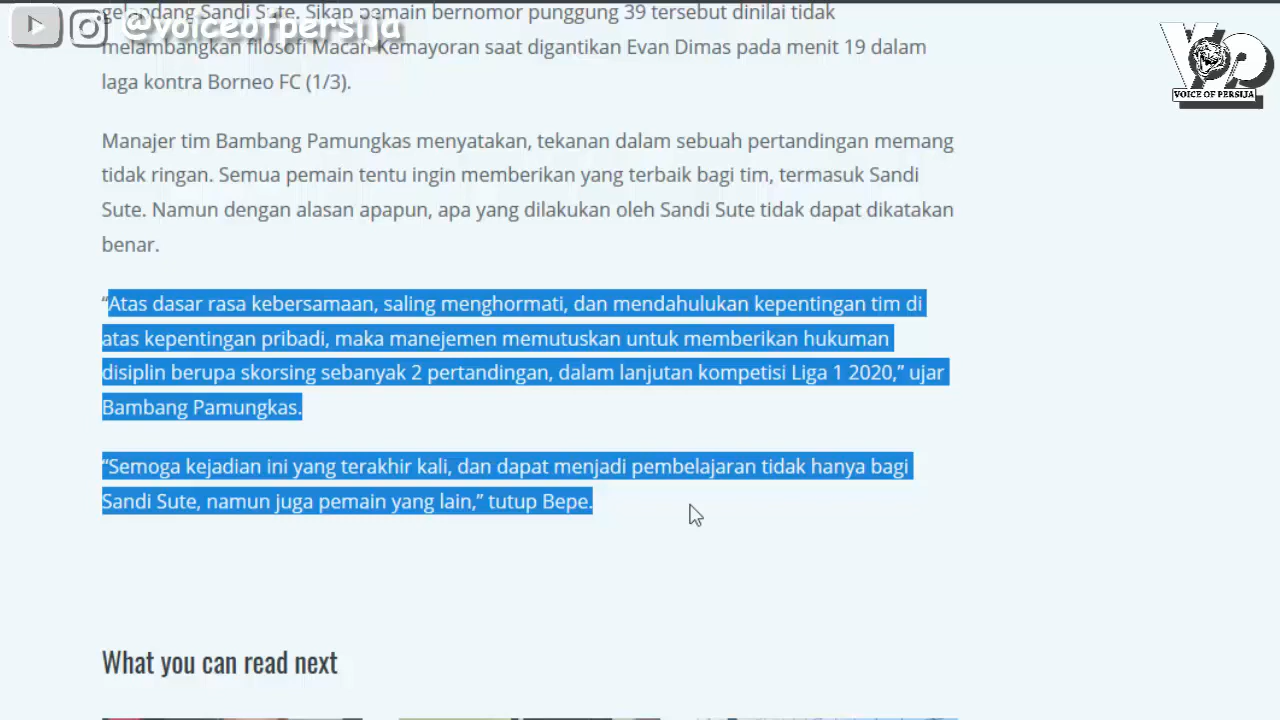 gelandang Sandi Sute. Sikap pemain bernomor punggung 39 tersebut dinilai tidak
@voiceofpersija
melambangkan filosofi Macan Kemayoran saat digantikan Evan Dimas pada menit 19 dalam
laga kontra Borneo FC (1/3).
VOP
VOICE OF PERSIJA
Manajer tim Bambang Pamungkas menyatakan, tekanan dalam sebuah pertandingan memang
tidak ringan. Semua pemain tentu ingin memberikan yang terbaik bagi tim, termasuk Sandi
Sute. Namun dengan alasan apapun, apa yang dilakukan oleh Sandi Sute tidak dapat dikatakan
benar.
“Atas dasar rasa kebersamaan, saling menghormati, dan mendahulukan kepentingan tim di
atas kepentingan pribadi, maka manejemen memutuskan untuk memberikan hukuman
disiplin berupa skorsing sebanyak 2 pertandingan, dalam lanjutan kompetisi Liga 1 2020,” ujar
Bambang Pamungkas.
“Semoga kejadian ini yang terakhir kali, dan dapat menjadi pembelajaran tidak hanya bagi
Sandi Sute, namun juga pemain yang lain,” tutup Bepe.
What you can read next